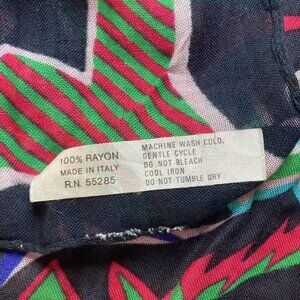 100% RAYON
MADE IN ITALY
R.N. 55285
MACHINE WASH COLD,
GENTLE CYCLE
DO NOT BLEACH
COOL IRON
DO NOT TUMBLE DRY